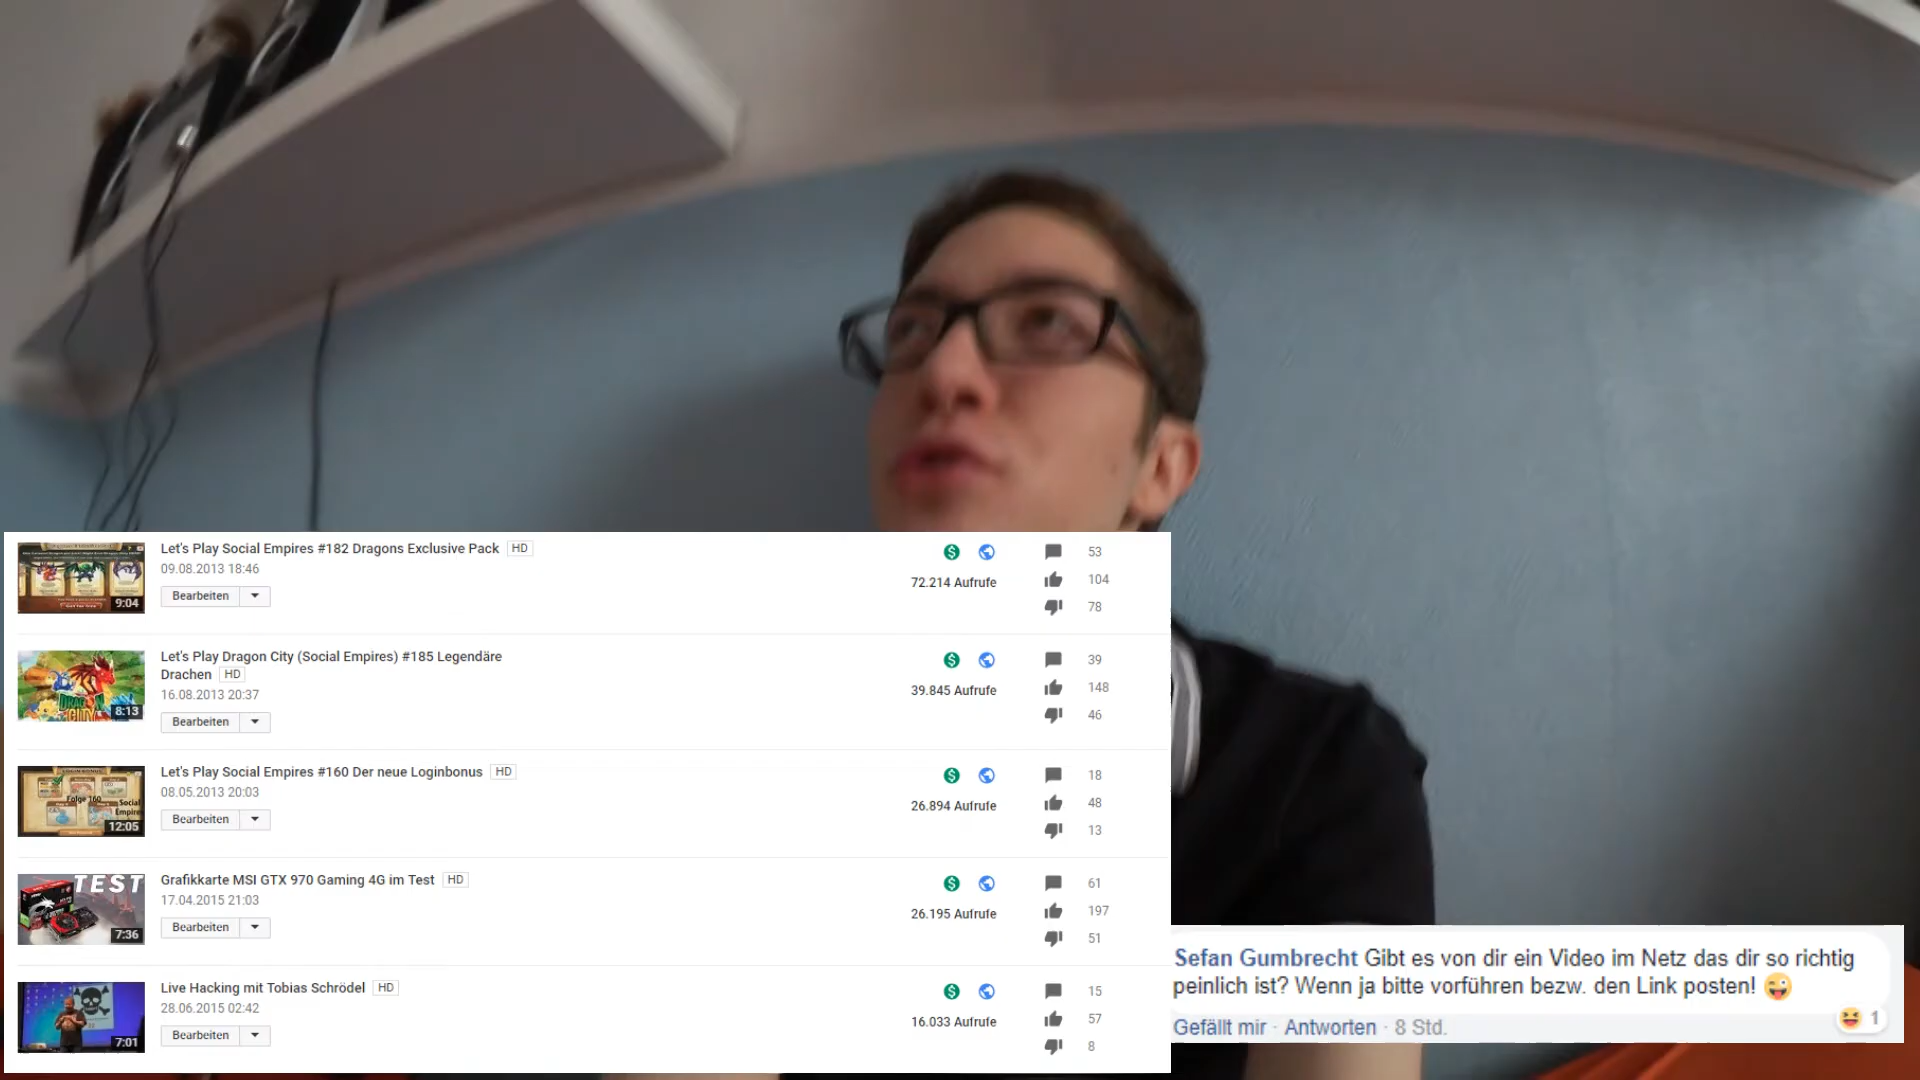 Let's Play Social Empires #182 Dragons Exclusive Pack HD
09.08.2013 18:46
Bearbeiten
9:04
72.214 Aufrufe
53
104
78
Let's Play Dragon City (Social Empires) #185 Legendäre
Drachen HD
16.08.2013 20:37
Bearbeiten
DRAGON
CITY
8:13
39.845 Aufrufe
39
148
46
Let's Play Social Empires #160 Der neue Loginbonus HD
08.05.2013 20:03
Bearbeiten
Folge 160
Social
Empires
12:05
26.894 Aufrufe
18
48
13
Grafikkarte MSI GTX 970 Gaming 4G im Test HD
17.04.2015 21:03
Bearbeiten
TEST
7:36
26.195 Aufrufe
61
197
51
Live Hacking mit Tobias Schrödel HD
28.06.2015 02:42
Bearbeiten
7:01
16.033 Aufrufe
15
57
8
Sefan Gumbrecht Gibt es von dir ein Video im Netz das dir so richtig
peinlich ist? Wenn ja bitte vorführen bezw. den Link posten! 😜
Gefällt mir · Antworten · 8 Std.
😆 1